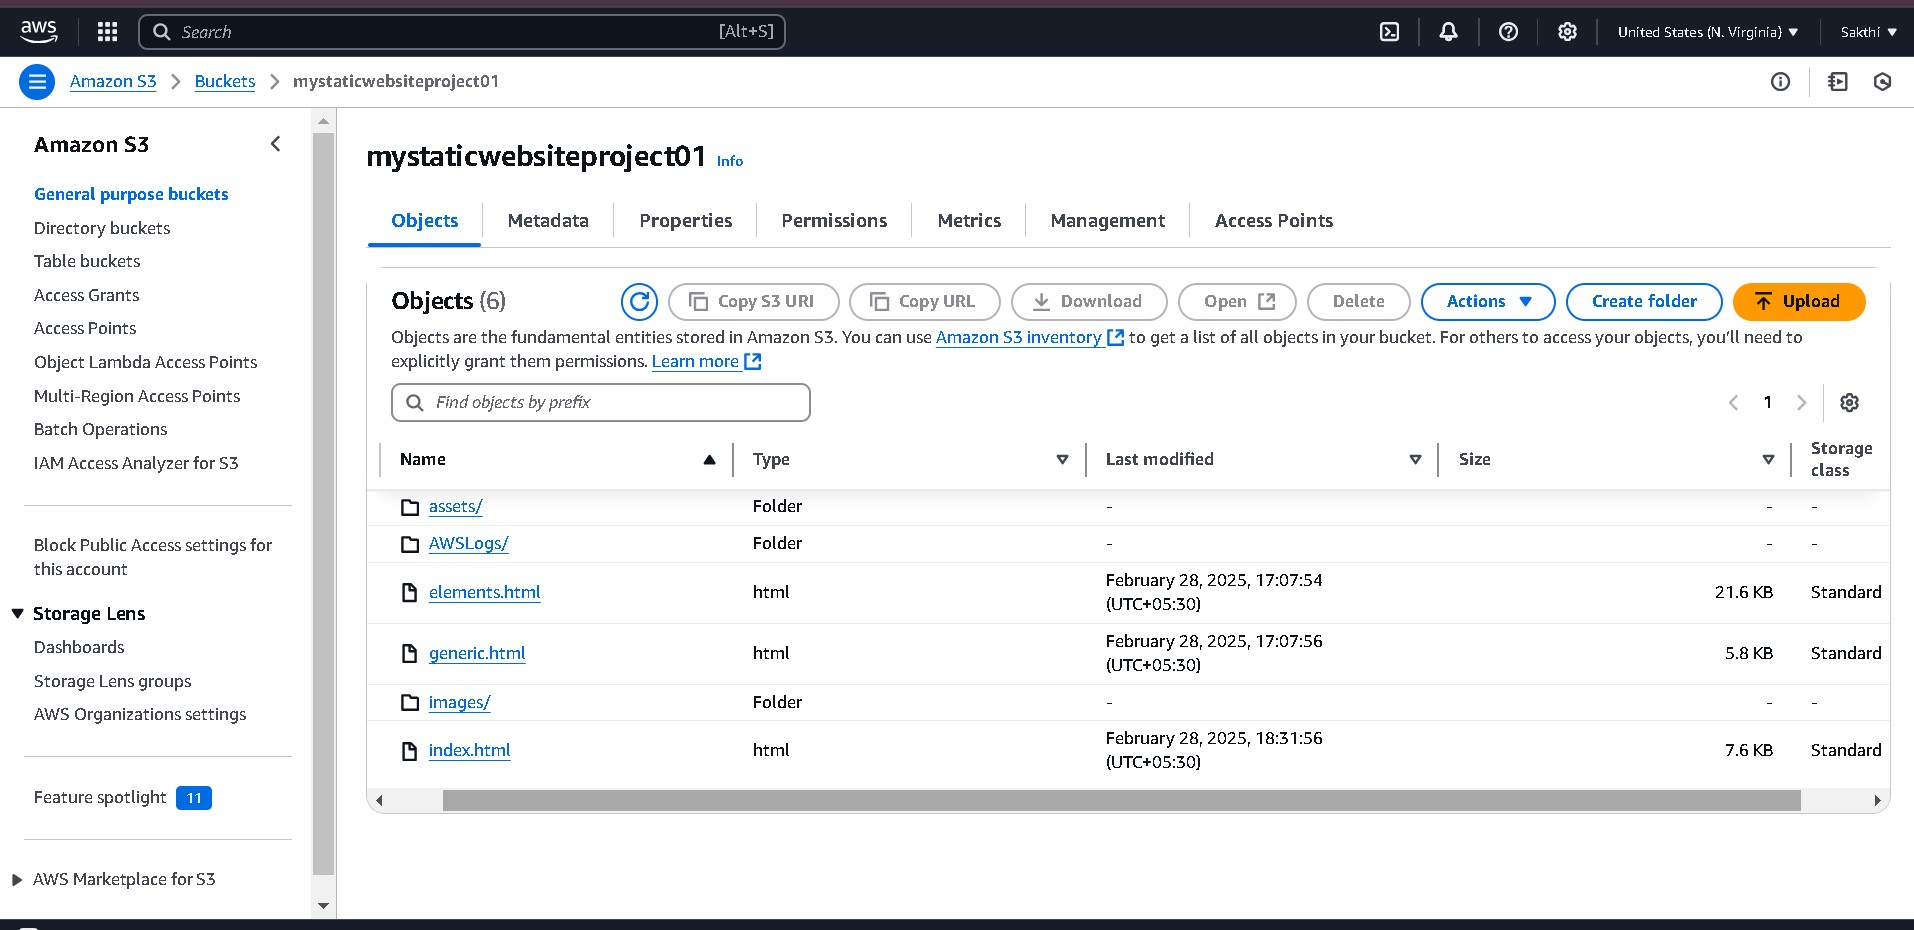 aws
Search [Alt+S]
United States (N. Virginia) ▼
Sakthi ▼
Amazon S3 > Buckets > mystaticwebsiteproject01
Amazon S3
General purpose buckets
Directory buckets
Table buckets
Access Grants
Access Points
Object Lambda Access Points
Multi-Region Access Points
Batch Operations
IAM Access Analyzer for S3
Block Public Access settings for
this account
Storage Lens
Dashboards
Storage Lens groups
AWS Organizations settings
Feature spotlight 11
AWS Marketplace for S3
mystaticwebsiteproject01 Info
Objects Metadata Properties Permissions Metrics Management Access Points
Objects (6) Copy S3 URI Copy URL Download Open Delete Actions ▼ Create folder Upload
Objects are the fundamental entities stored in Amazon S3. You can use Amazon S3 inventory to get a list of all objects in your bucket. For others to access your objects, you'll need to
explicitly grant them permissions. Learn more
Find objects by prefix
1
Name Type Last modified Size Storage
class
assets/ Folder - - -
AWSLogs/ Folder - - -
elements.html html February 28, 2025, 17:07:54 21.6 KB Standard
(UTC+05:30)
generic.html html February 28, 2025, 17:07:56 5.8 KB Standard
(UTC+05:30)
images/ Folder - - -
index.html html February 28, 2025, 18:31:56 7.6 KB Standard
(UTC+05:30)